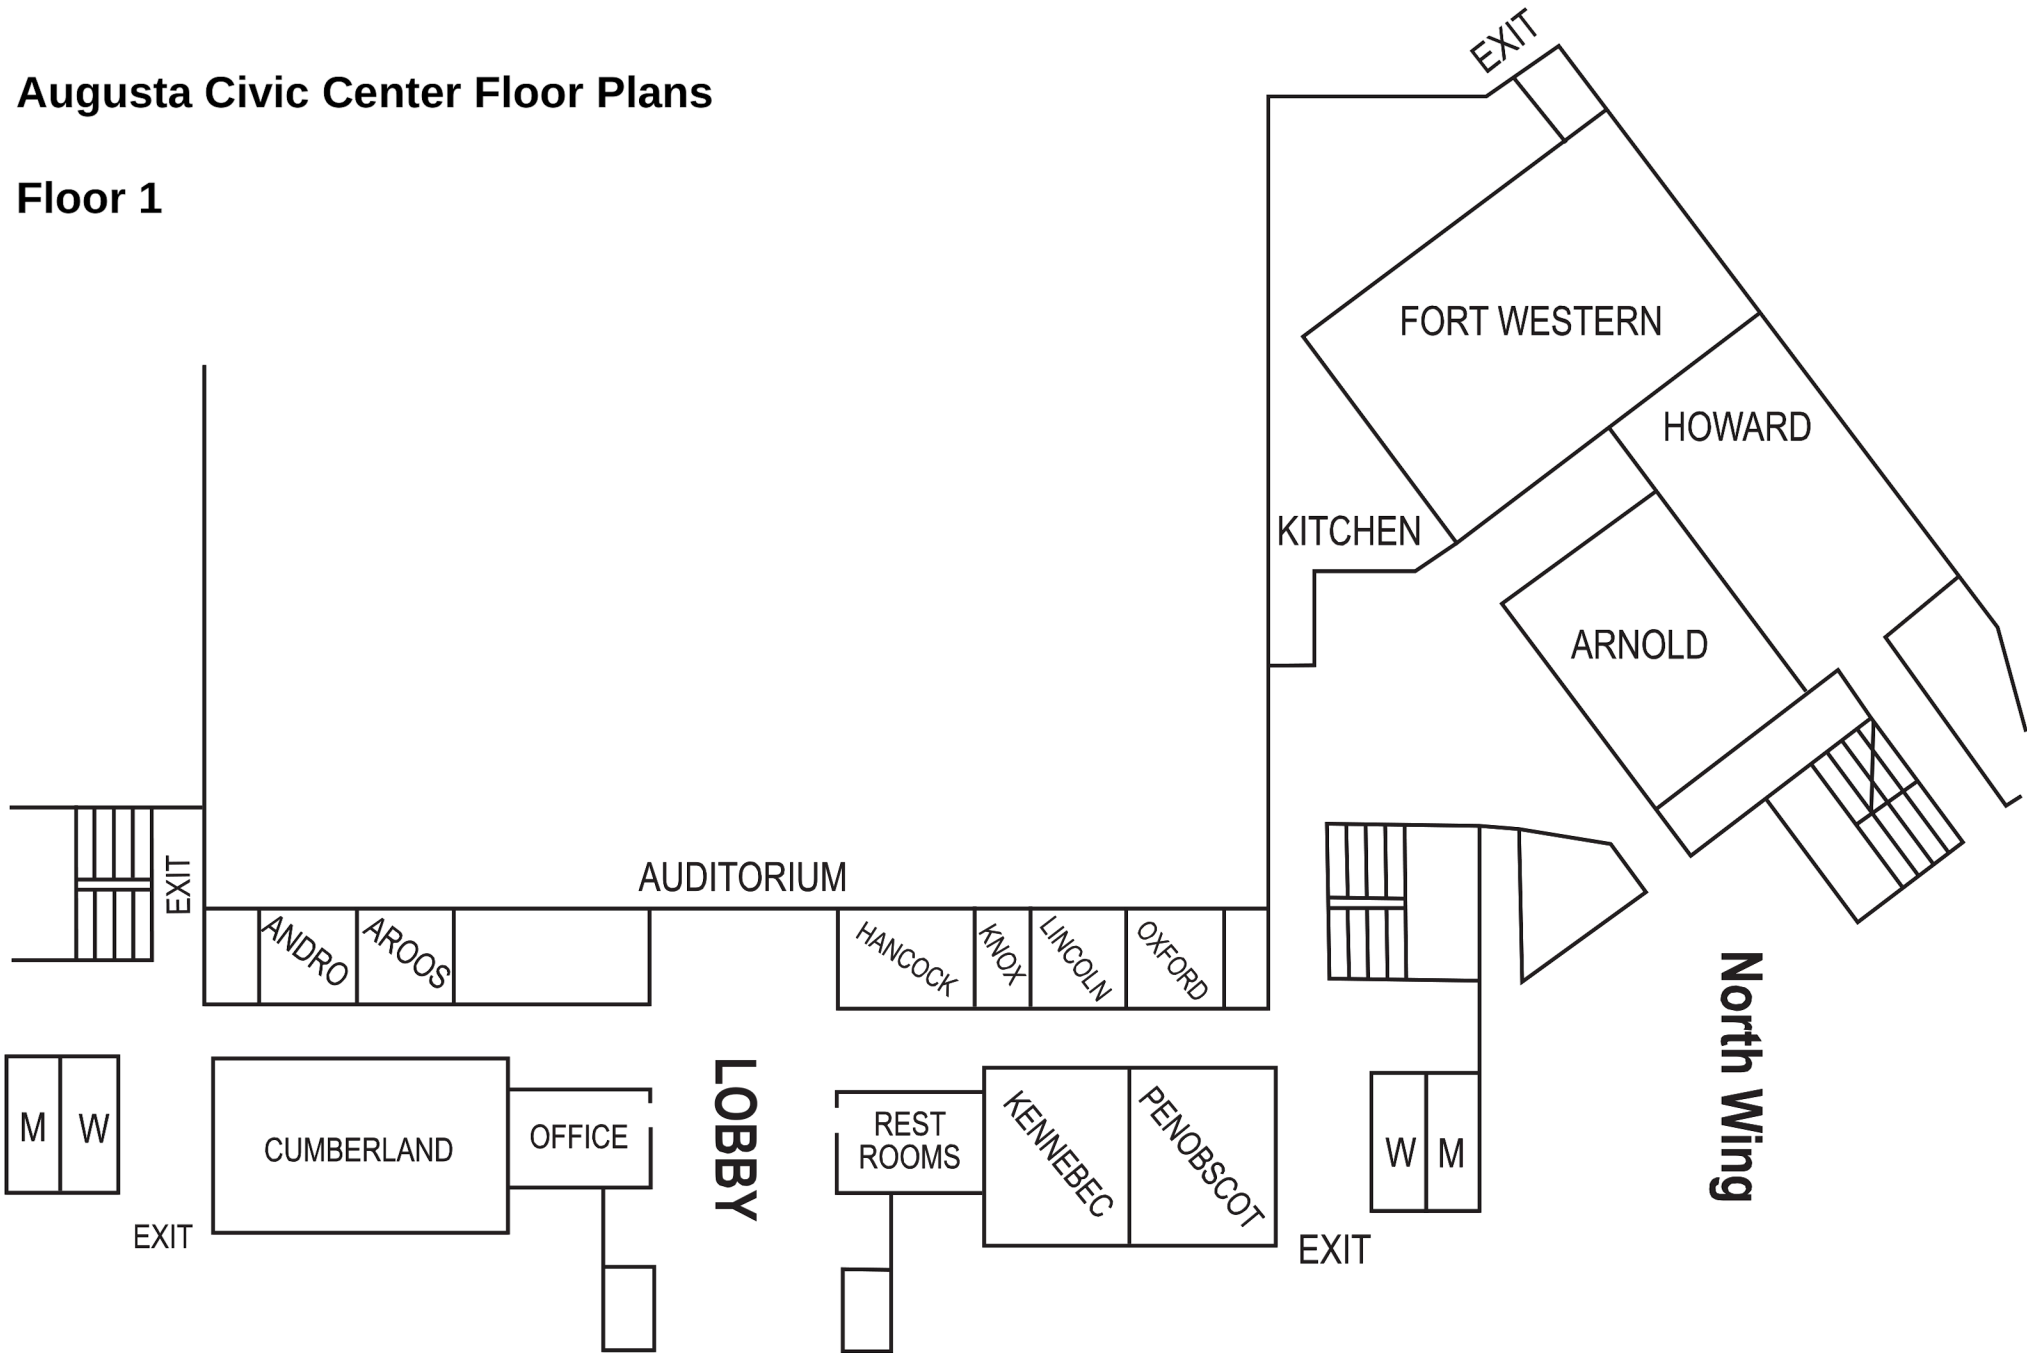 Augusta Civic Center Floor Plans
Floor 1
EXIT
FORT WESTERN
HOWARD
KITCHEN
ARNOLD
EXIT
AUDITORIUM
ANDRO
AROOS
HANCOCK
KNOX
LINCOLN
OXFORD
North Wing
M
W
CUMBERLAND
OFFICE
LOBBY
REST
ROOMS
KENNEBEC
PENOBSCOT
W
M
EXIT
EXIT